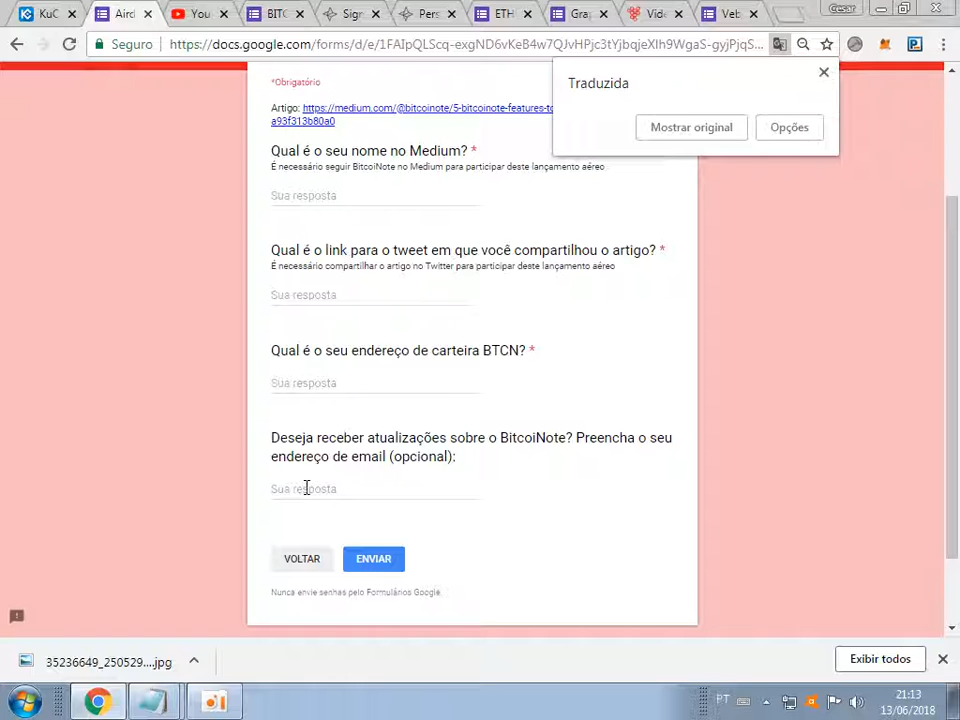 KuC
Airdr
You
BITC
Sign
Pers
ETH
Grap
Vide
Web
Cesar
Seguro
https://docs.google.com/forms/d/e/1FAIpQLScq-exgND6vKeB4w7QJvHPjc3tYjbqjeXIh9WgaS-gyjPjqS...
Traduzida
Mostrar original
Opções
*Obrigatório
Artigo: https://medium.com/@bitcoinote/5-bitcoinote-features-to
a93f313b80a0
Qual é o seu nome no Medium? *
É necessário seguir BitcoiNote no Medium para participar deste lançamento aéreo
Sua resposta
Qual é o link para o tweet em que você compartilhou o artigo? *
É necessário compartilhar o artigo no Twitter para participar deste lançamento aéreo
Sua resposta
Qual é o seu endereço de carteira BTCN? *
Sua resposta
Deseja receber atualizações sobre o BitcoiNote? Preencha o seu
endereço de email (opcional):
Sua resposta
VOLTAR
ENVIAR
Nunca envie senhas pelo Formulários Google.
35236649_250529....jpg
Exibir todos
PT
21:13
13/06/2018